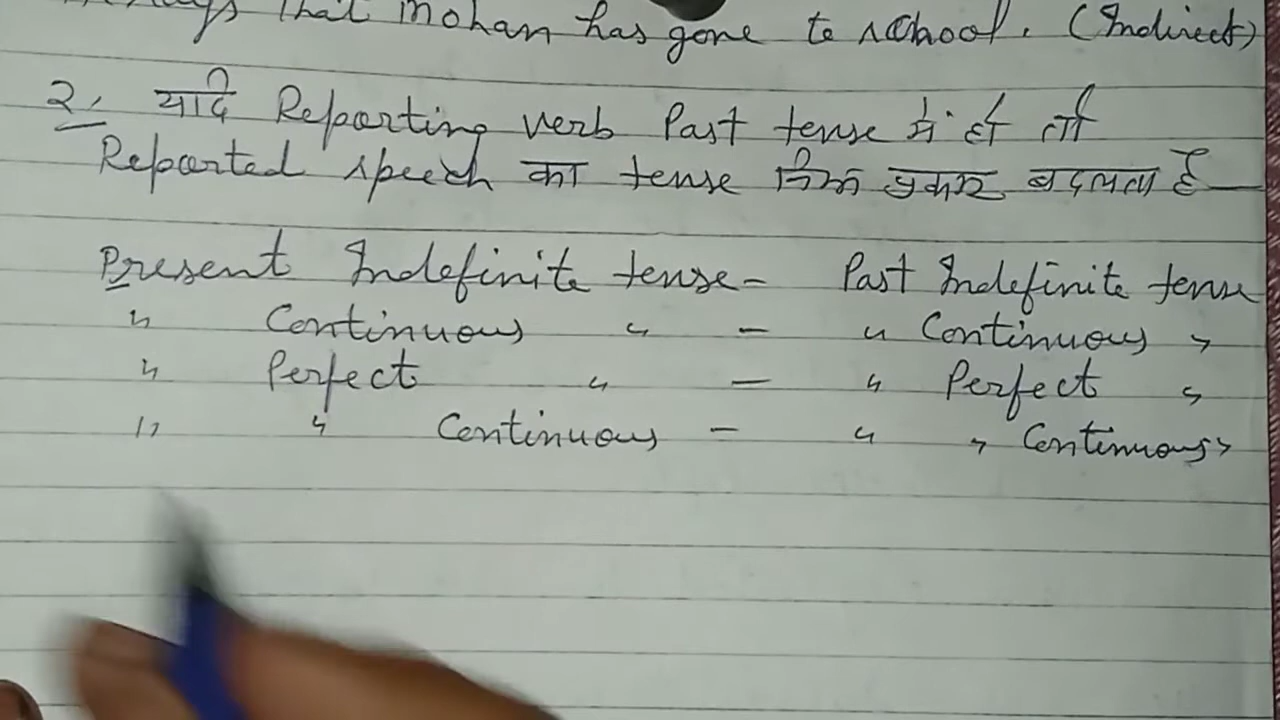 that Mohan has gone to school. (Indirect)
2, यदि Reporting verb Past tense में हो तो
Reported speech का tense निम्न प्रकार बदलता है
Present Indefinite tense - Past Indefinite tense
" Continuous " - " Continuous "
" Perfect " - " Perfect "
" " Continuous - " " Continuous "